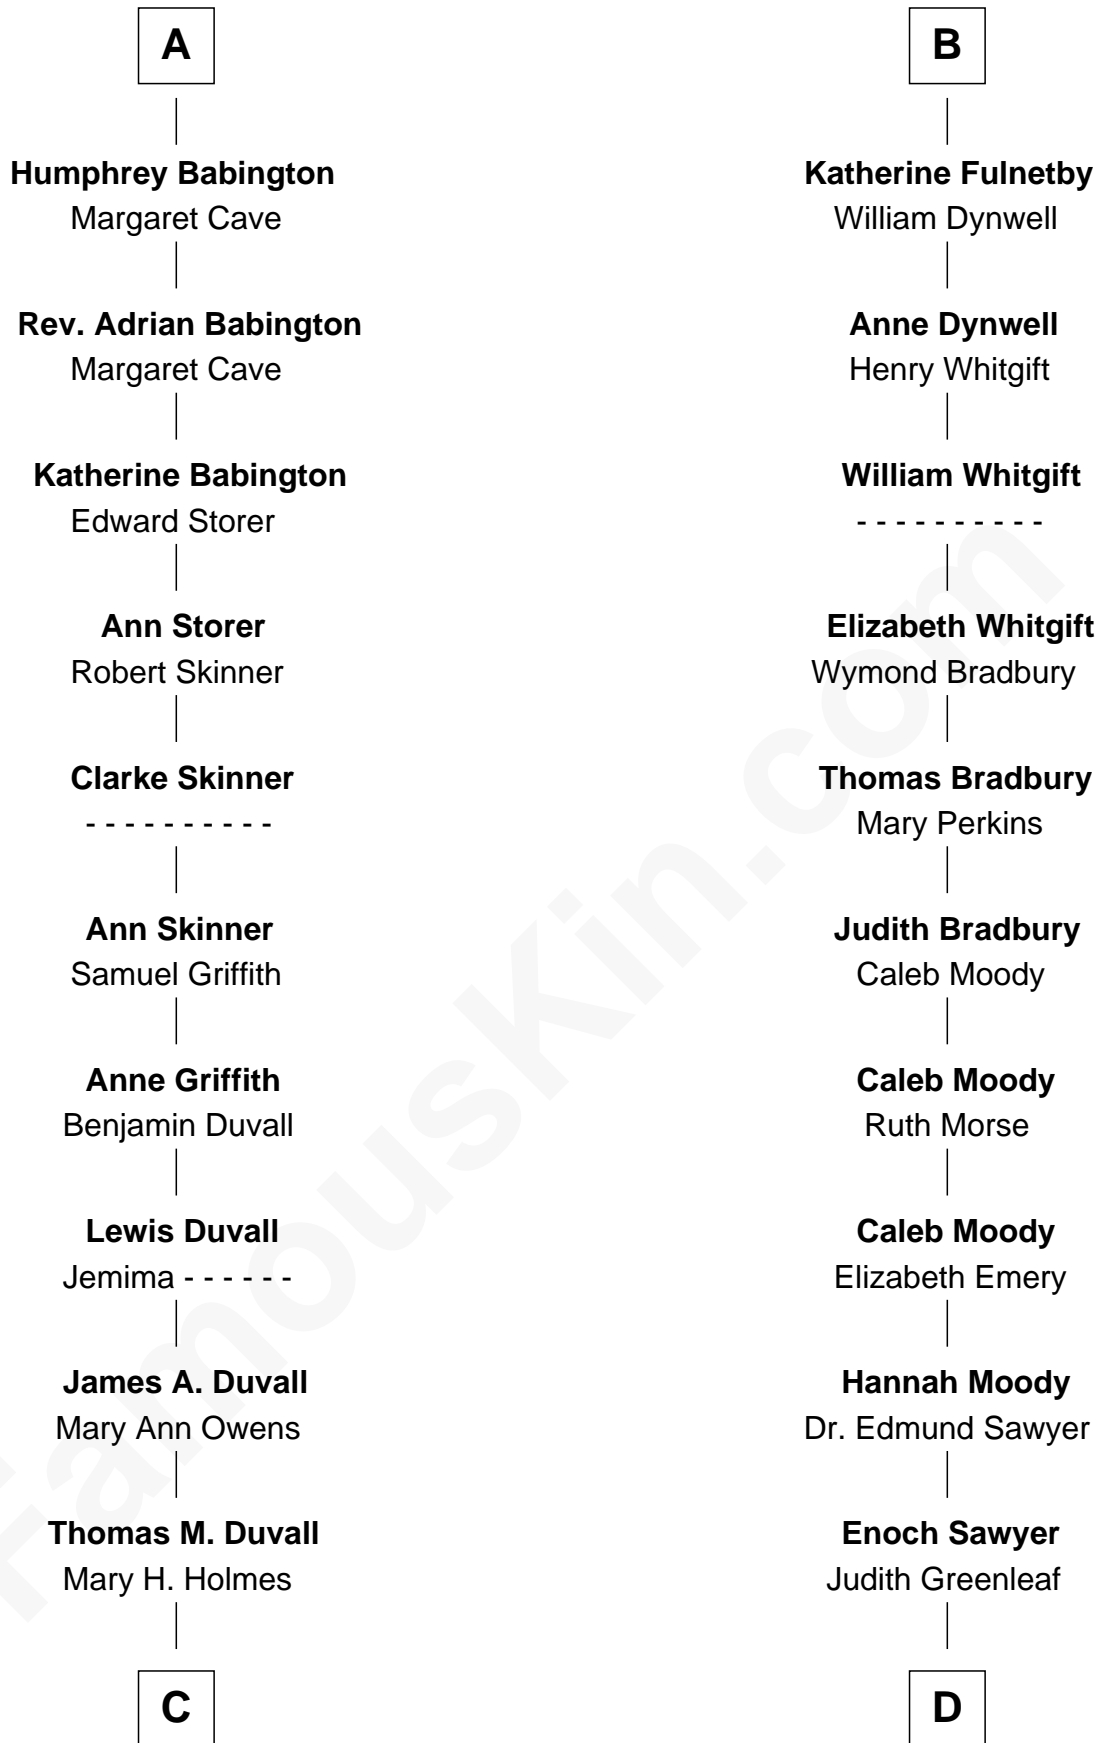 A
Humphrey Babington
Margaret Cave
Rev. Adrian Babington
Margaret Cave
Katherine Babington
Edward Storer
Ann Storer
Robert Skinner
Clarke Skinner
- - - - - - - - - -
Ann Skinner
Samuel Griffith
Anne Griffith
Benjamin Duvall
Lewis Duvall
Jemima - - - - - -
James A. Duvall
Mary Ann Owens
Thomas M. Duvall
Mary H. Holmes
C
B
Katherine Fulnetby
William Dynwell
Anne Dynwell
Henry Whitgift
William Whitgift
- - - - - - - - - -
Elizabeth Whitgift
Wymond Bradbury
Thomas Bradbury
Mary Perkins
Judith Bradbury
Caleb Moody
Caleb Moody
Ruth Morse
Caleb Moody
Elizabeth Emery
Hannah Moody
Dr. Edmund Sawyer
Enoch Sawyer
Judith Greenleaf
D
FamousKin.com